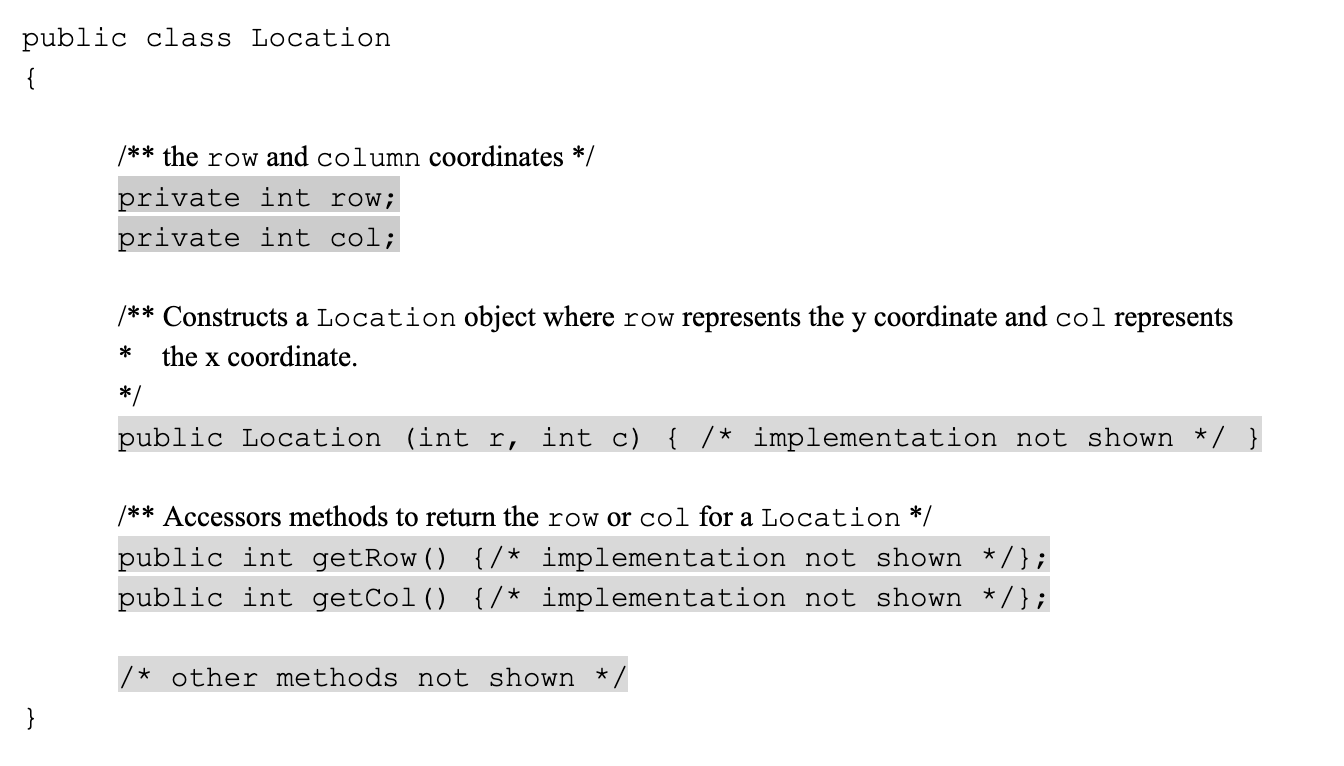 public class Location
{
/** the row and column coordinates */
private int row;
private int col;
/** Constructs a Location object where row represents the y coordinate and col represents
* the x coordinate.
*/
public Location (int r, int c) { /* implementation not shown */ }
/** Accessors methods to return the row or col for a Location */
public int getRow() {/* implementation not shown */};
public int getCol() {/* implementation not shown */};
/* other methods not shown */
}